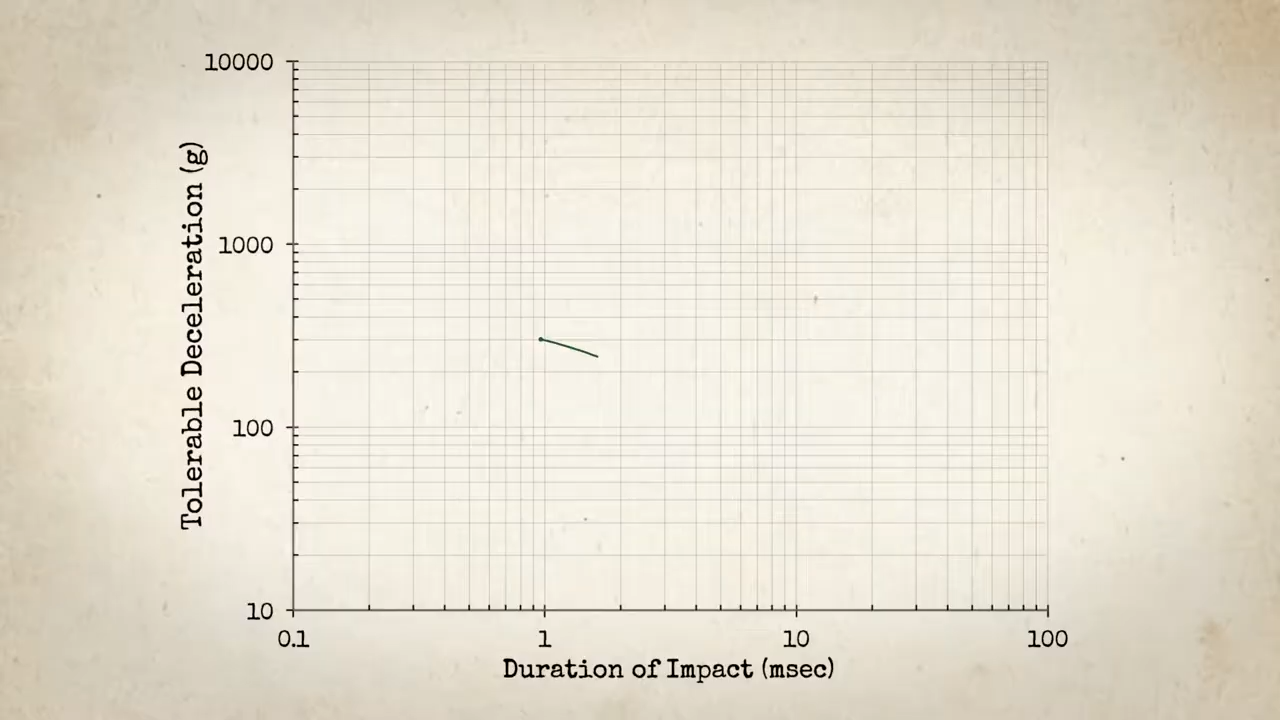 10000
1000
100
10
Tolerable Deceleration (g)
0.1 1 10 100
Duration of Impact (msec)